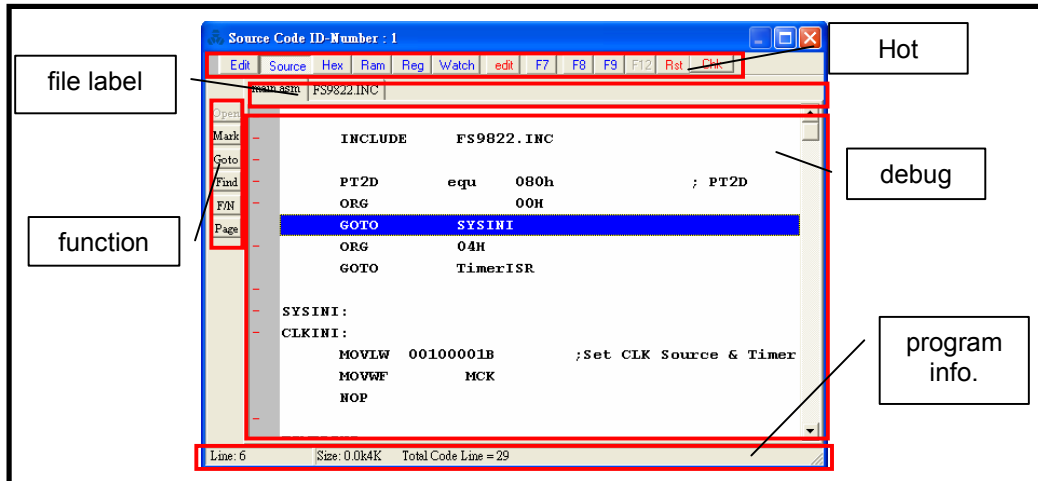 Source Code ID-Number : 1
Edit Source Hex Ram Reg Watch edit F7 F8 F9 F12 Rst Chk
Hot
file label
main.asm FS9822.INC
Open
Mark
Goto
Find
F/N
Page
function
INCLUDE FS9822.INC
PT2D equ 080h ; PT2D
ORG 00H
GOTO SYSINI
ORG 04H
GOTO TimerISR
SYSINI:
CLKINI:
MOVLW 00100001B ;Set CLK Source & Timer
MOVWF MCK
NOP
debug
program
info.
Line: 6 Size: 0.0k4K Total Code Line = 29